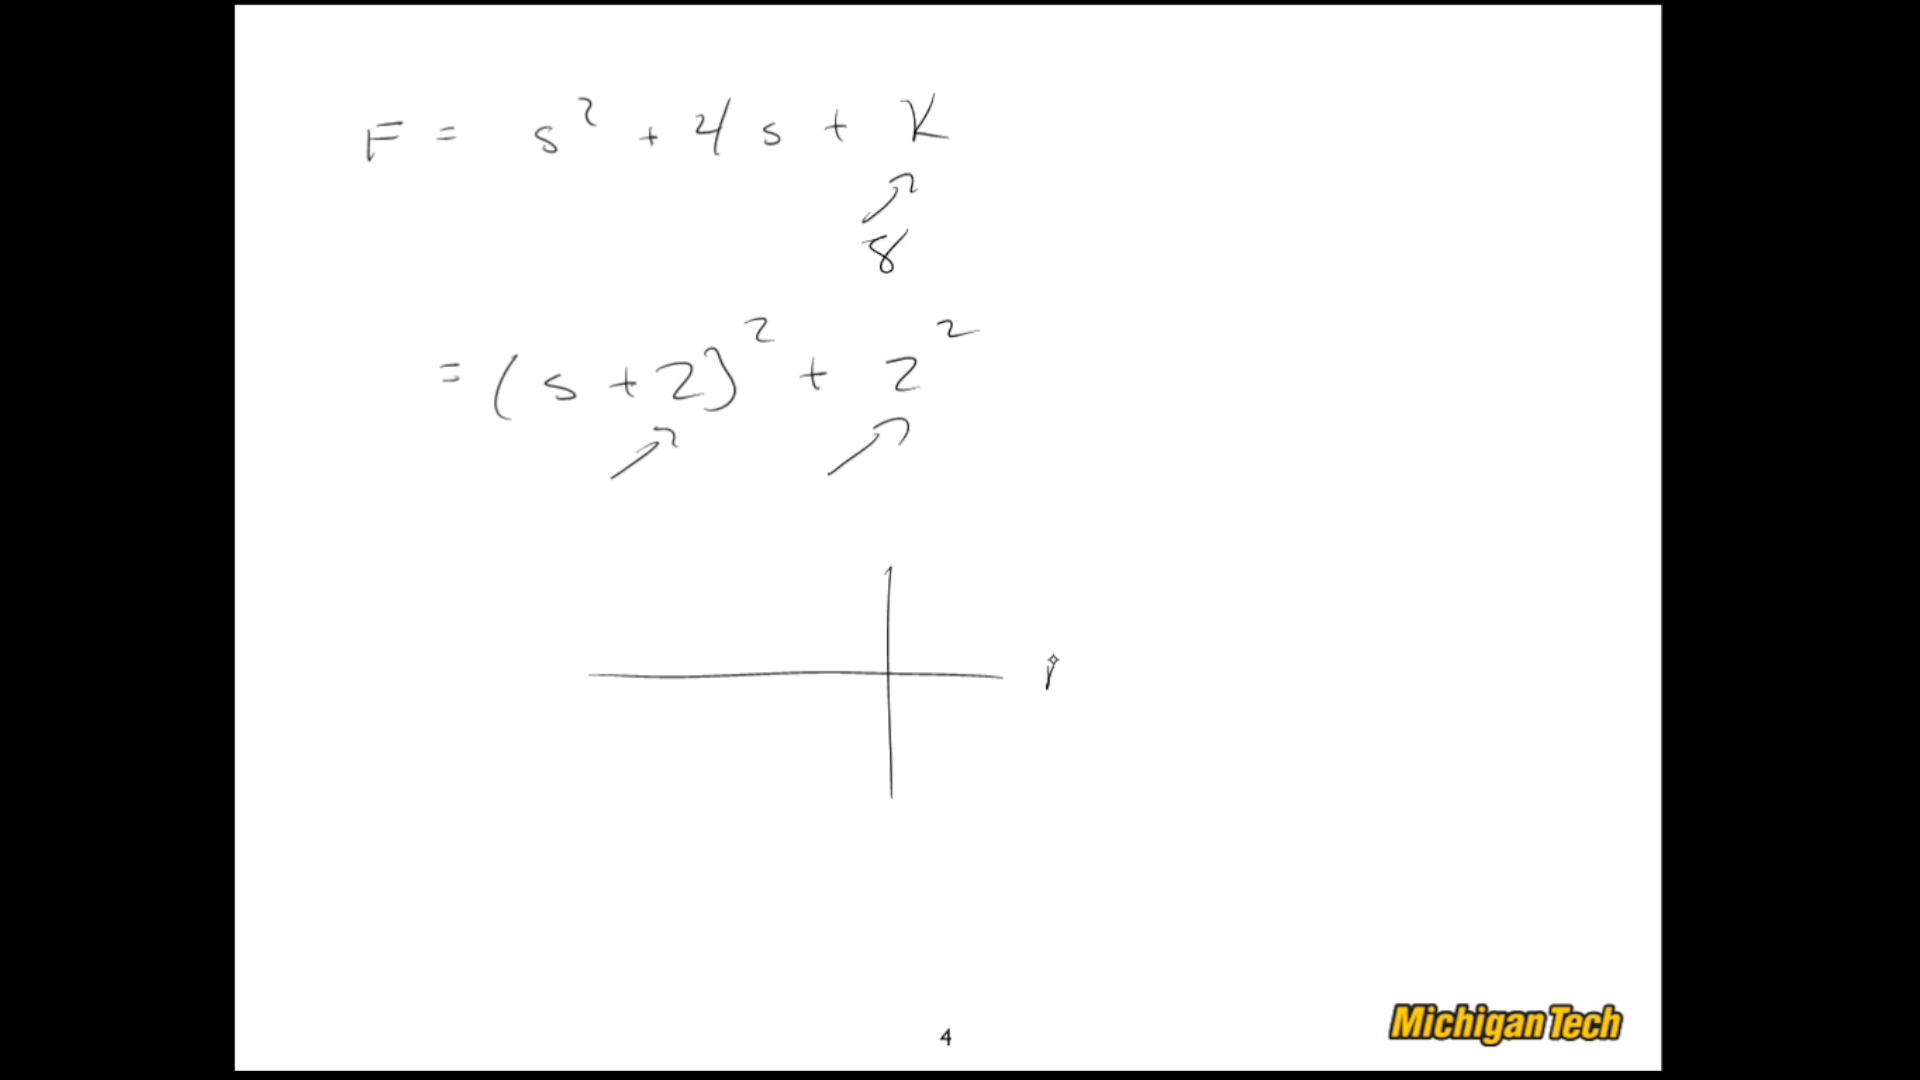 F = s² + 4s + K
8
= (s + 2)² + 2²
4
Michigan Tech